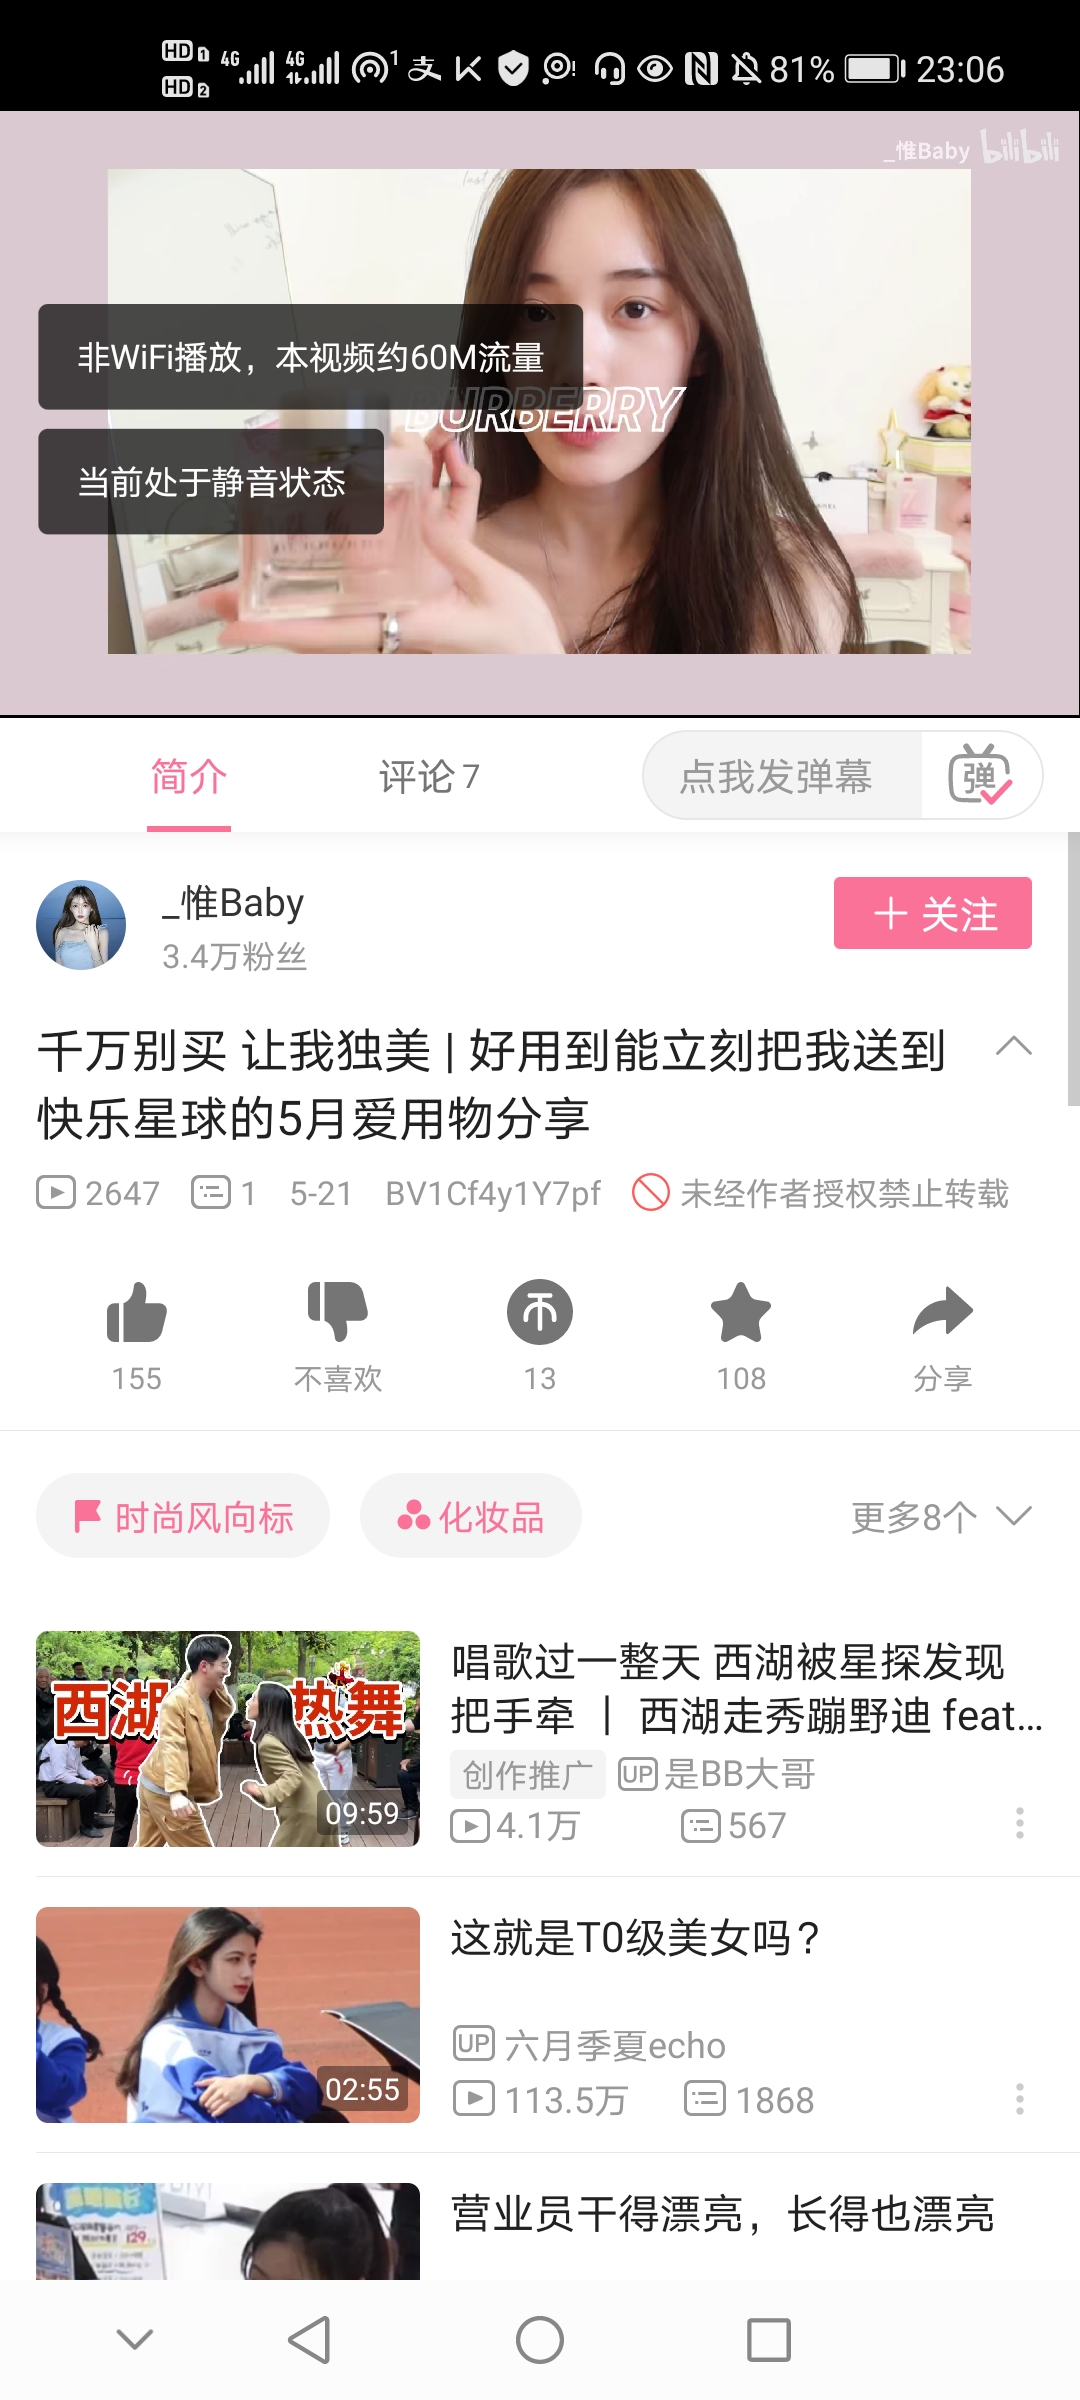 HD 1 4G 4G 1 支 81% 23:06
HD 2
_惟Baby bilibili
非WiFi播放，本视频约60M流量
BURBERRY
当前处于静音状态
简介 评论 7 点我发弹幕 弹
_惟Baby
3.4万粉丝
关注
千万别买 让我独美 | 好用到能立刻把我送到
快乐星球的5月爱用物分享
2647 1 5-21 BV1Cf4y1Y7pf 未经作者授权禁止转载
155 不喜欢 13 108 分享
时尚风向标 化妆品 更多8个
西湖 热舞
09:59
唱歌过一整天 西湖被星探发现
把手牵 ｜ 西湖走秀蹦野迪 feat...
创作推广 UP 是BB大哥
4.1万 567
02:55
这就是T0级美女吗？
UP 六月季夏echo
113.5万 1868
129
营业员干得漂亮，长得也漂亮